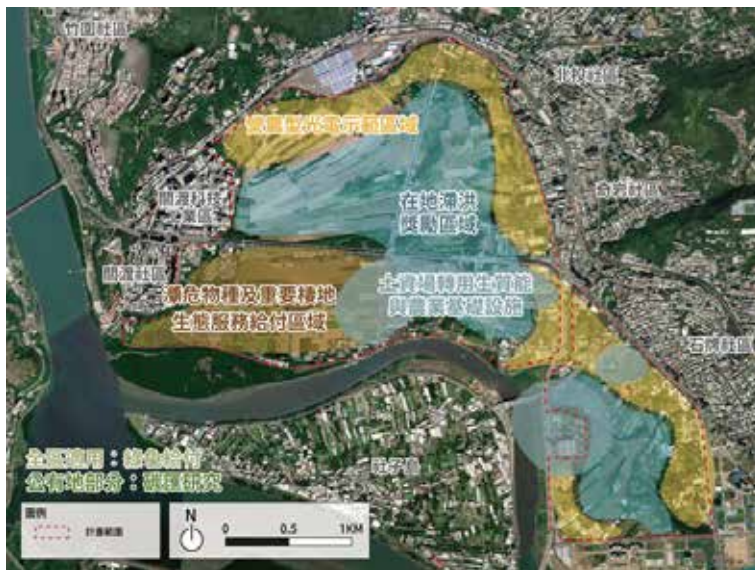 竹圍社區
北投社區
營農型光電示範區域
奇岩社區
關渡科技
業區
在地滯洪
獎勵區域
關渡社區
瀕危物種及重要棲地
生態服務給付區域
土資場轉用生質能
與農業基礎設施
石牌社區
社子島
全區適用:綠色給付
公有地部分:碳匯研究
圖例
計畫範圍
N
0 0.5 1KM